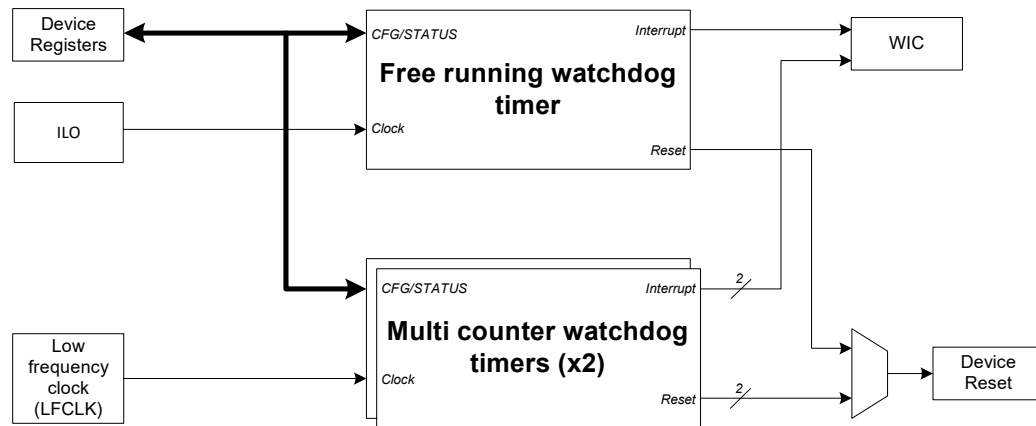 Device
Registers
CFG/STATUS
Interrupt
WIC
Free running watchdog
timer
ILO
Clock
Reset
CFG/STATUS
Interrupt
2
Multi counter watchdog
timers (x2)
Low
frequency
clock
(LFCLK)
Clock
Reset
2
Device
Reset